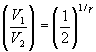 (V₁/V₂) = (1/2)^{1/γ}